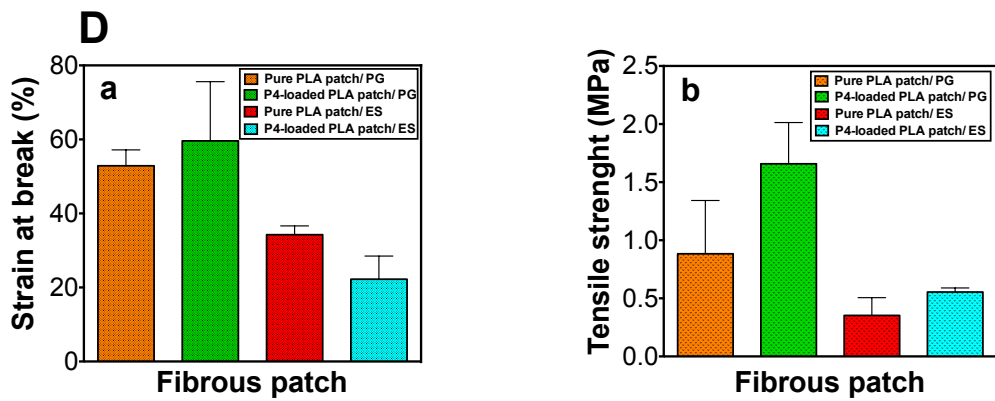 D
Strain at break (%)
80
60
40
20
0
a
Pure PLA patch/ PG
P4-loaded PLA patch/ PG
Pure PLA patch/ ES
P4-loaded PLA patch/ ES
Fibrous patch
Tensile strenght (MPa)
2.5
2.0
1.5
1.0
0.5
0.0
b
Pure PLA patch/ PG
P4-loaded PLA patch/ PG
Pure PLA patch/ ES
P4-loaded PLA patch/ ES
Fibrous patch